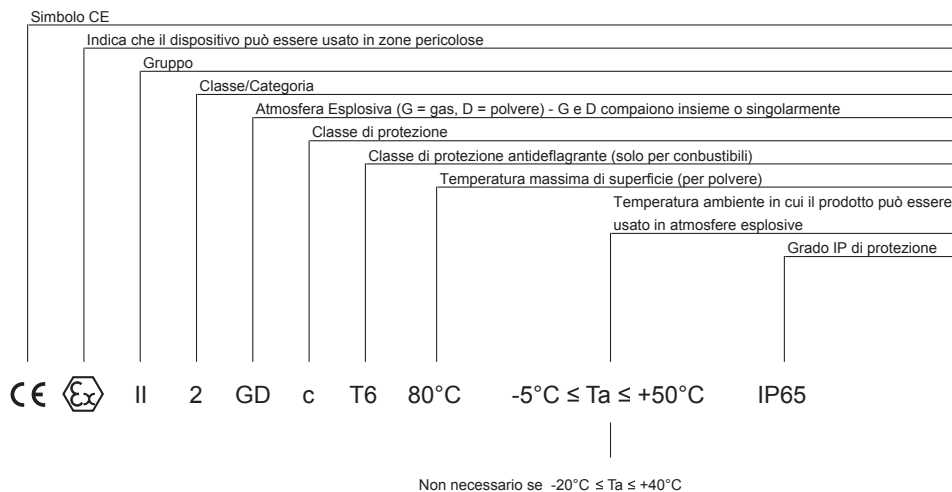 Simbolo CE
Indica che il dispositivo può essere usato in zone pericolose
Gruppo
Classe/Categoria
Atmosfera Esplosiva (G = gas, D = polvere) - G e D compaiono insieme o singolarmente
Classe di protezione
Classe di protezione antideflagrante (solo per conbustibili)
Temperatura massima di superficie (per polvere)
Temperatura ambiente in cui il prodotto può essere
usato in atmosfere esplosive
Grado IP di protezione
CE Ex II 2 GD c T6 80°C -5°C ≤ Ta ≤ +50°C IP65
Non necessario se -20°C ≤ Ta ≤ +40°C